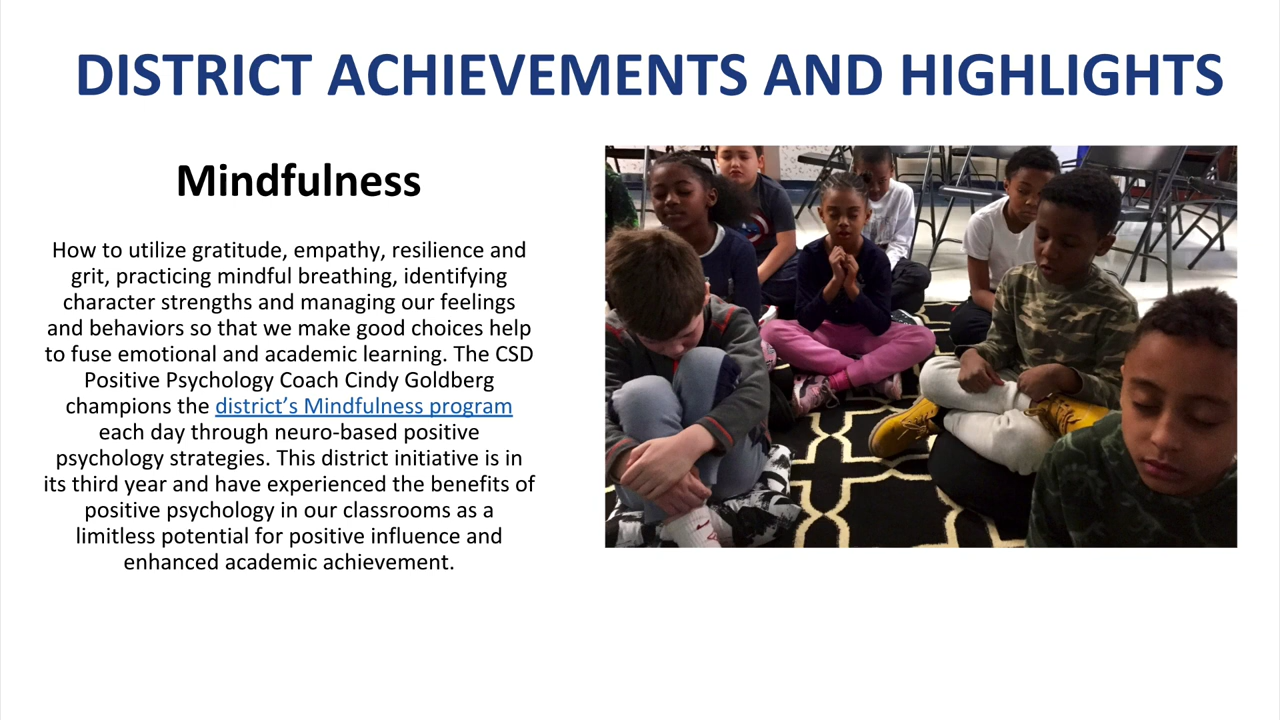 DISTRICT ACHIEVEMENTS AND HIGHLIGHTS
Mindfulness
How to utilize gratitude, empathy, resilience and
grit, practicing mindful breathing, identifying
character strengths and managing our feelings
and behaviors so that we make good choices help
to fuse emotional and academic learning. The CSD
Positive Psychology Coach Cindy Goldberg
champions the district’s Mindfulness program
each day through neuro-based positive
psychology strategies. This district initiative is in
its third year and have experienced the benefits of
positive psychology in our classrooms as a
limitless potential for positive influence and
enhanced academic achievement.